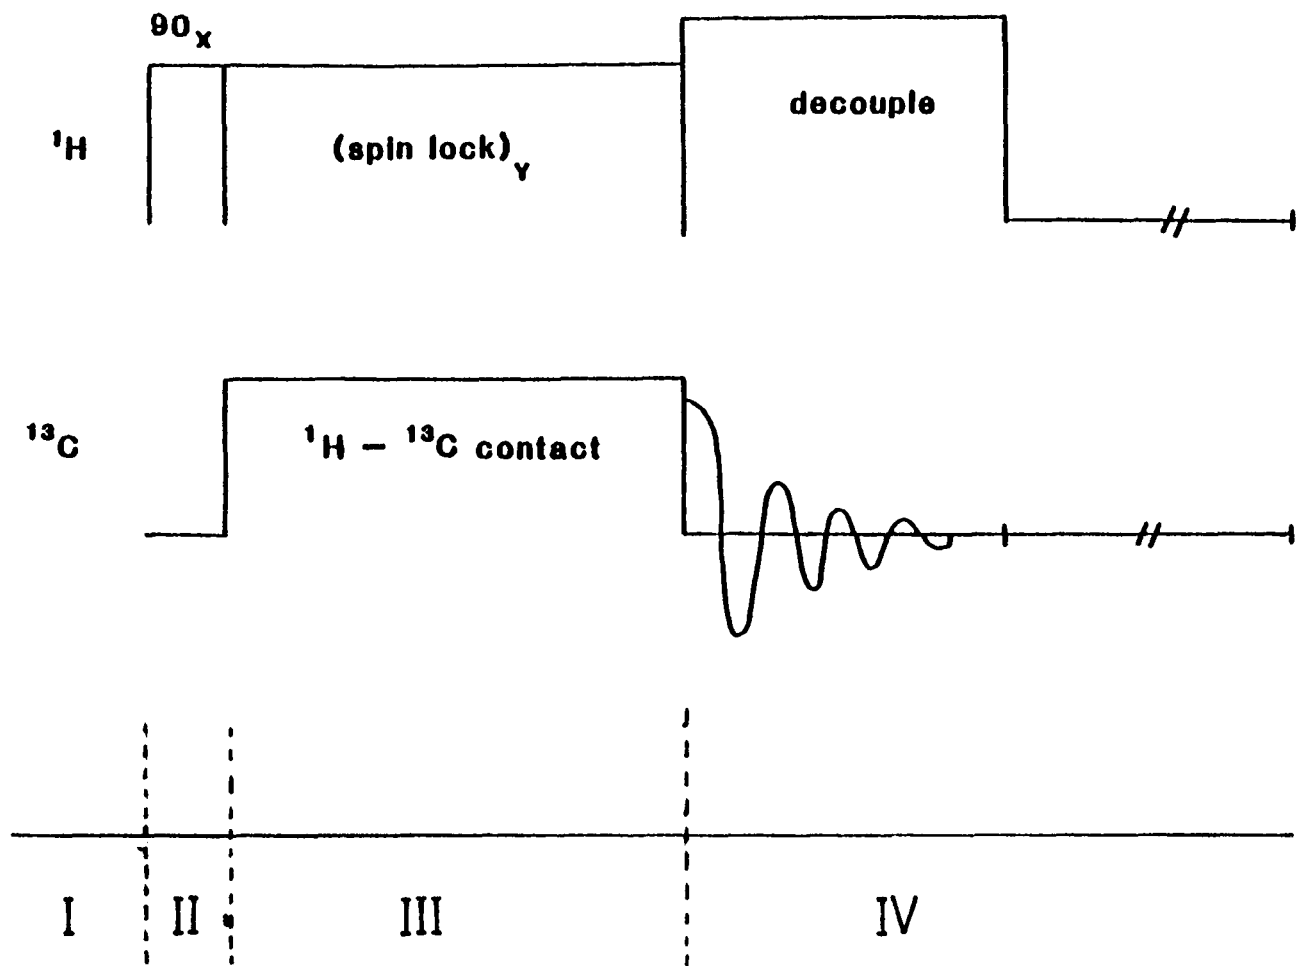 90x
decouple
¹H
(spin lock)Y
¹³C
¹H – ¹³C contact
I II III IV